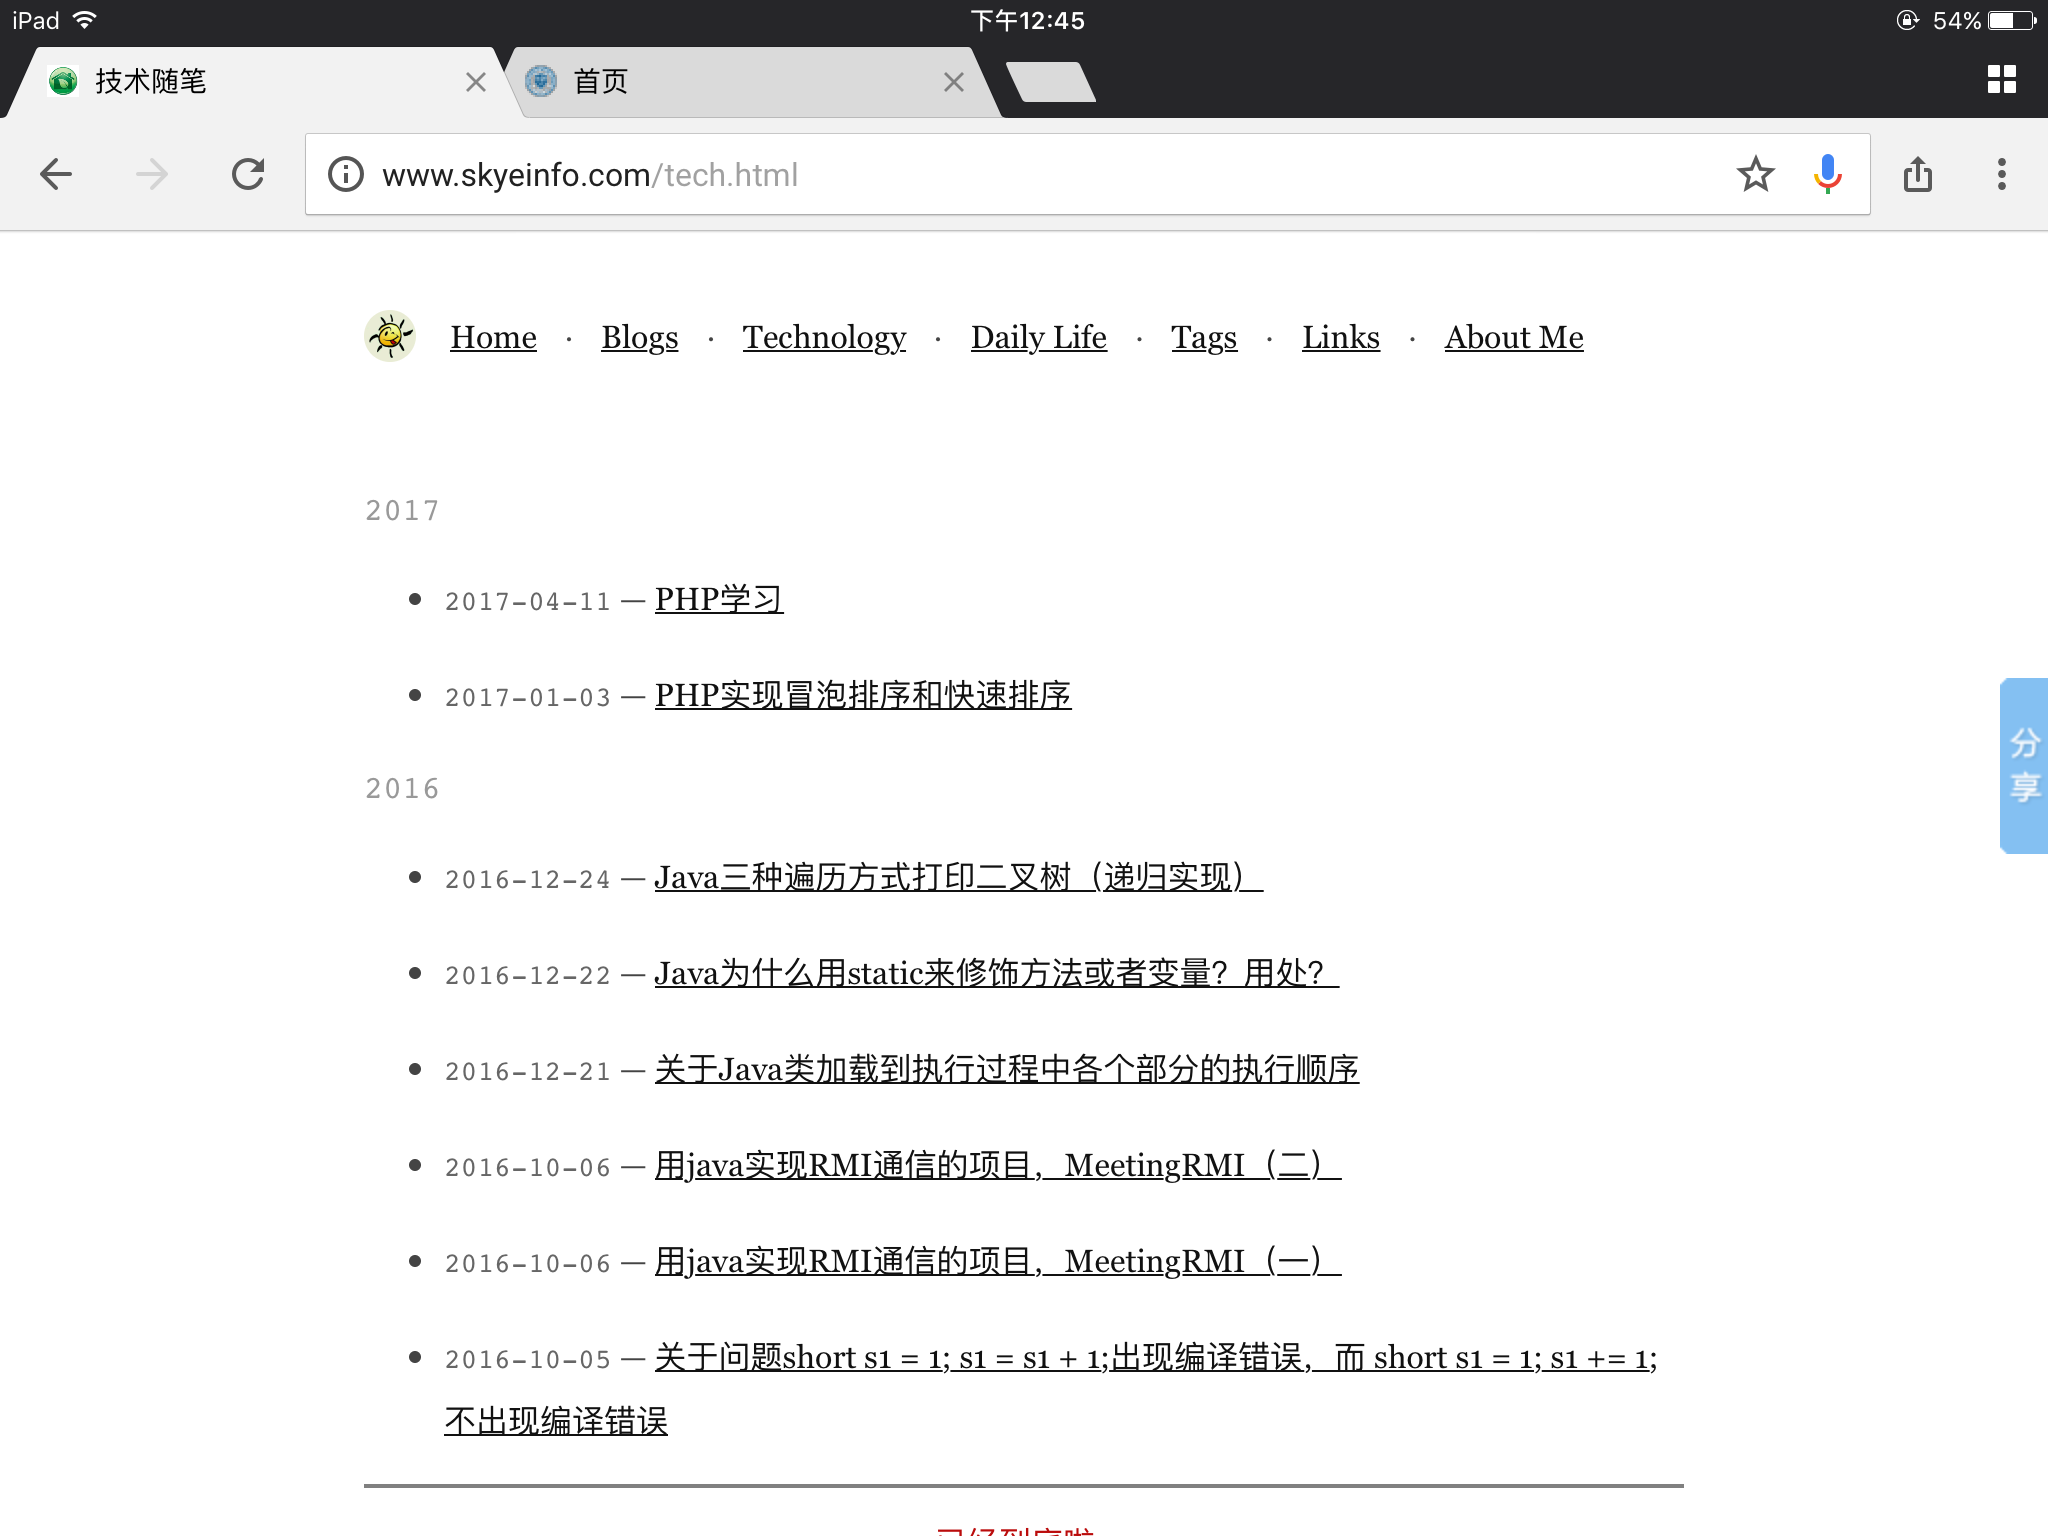 iPad 下午12:45 54%
技术随笔 首页
www.skyeinfo.com/tech.html
Home · Blogs · Technology · Daily Life · Tags · Links · About Me
2017
2017-04-11 — PHP学习
2017-01-03 — PHP实现冒泡排序和快速排序
分享
2016
2016-12-24 — Java三种遍历方式打印二叉树（递归实现）
2016-12-22 — Java为什么用static来修饰方法或者变量？用处？
2016-12-21 — 关于Java类加载到执行过程中各个部分的执行顺序
2016-10-06 — 用java实现RMI通信的项目，MeetingRMI（二）
2016-10-06 — 用java实现RMI通信的项目，MeetingRMI（一）
2016-10-05 — 关于问题short s1 = 1; s1 = s1 + 1;出现编译错误，而 short s1 = 1; s1 += 1;
不出现编译错误